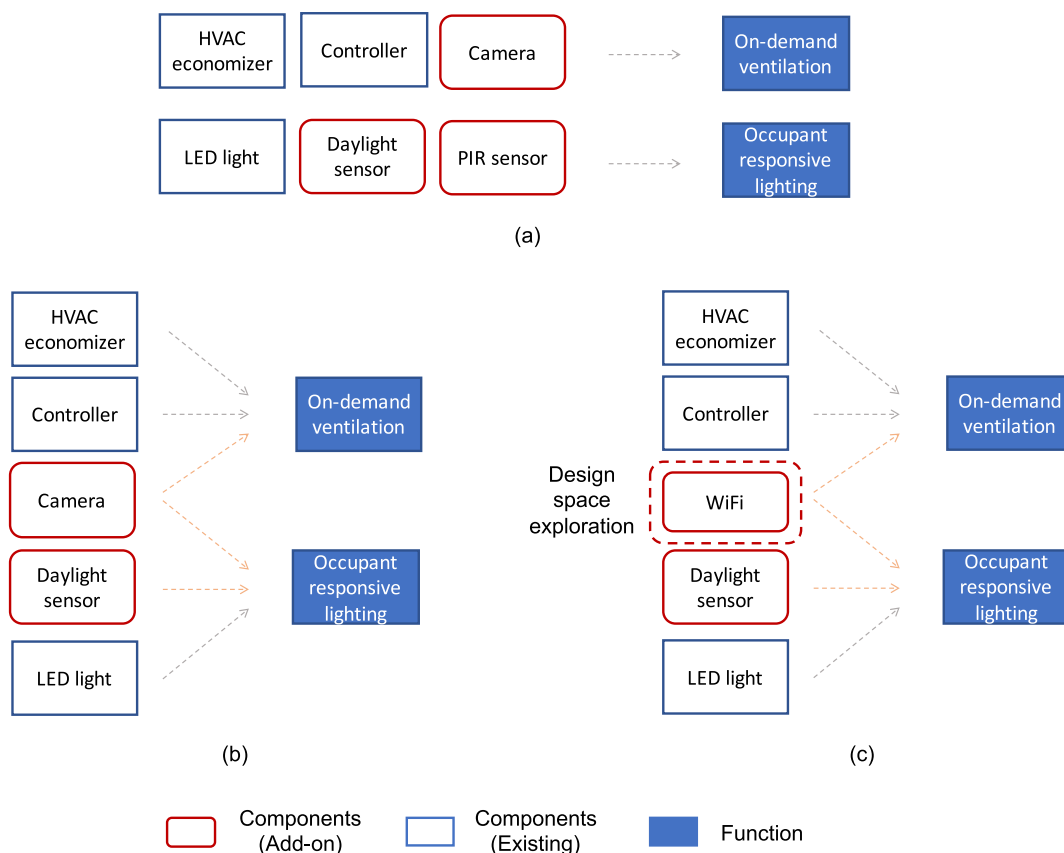 HVAC
economizer
Controller
Camera
On-demand
ventilation
LED light
Daylight
sensor
PIR sensor
Occupant
responsive
lighting
(a)
HVAC
economizer
Controller
Camera
Daylight
sensor
LED light
On-demand
ventilation
Occupant
responsive
lighting
(b)
HVAC
economizer
Controller
Design
space
exploration
WiFi
Daylight
sensor
LED light
On-demand
ventilation
Occupant
responsive
lighting
(c)
Components
(Add-on)
Components
(Existing)
Function